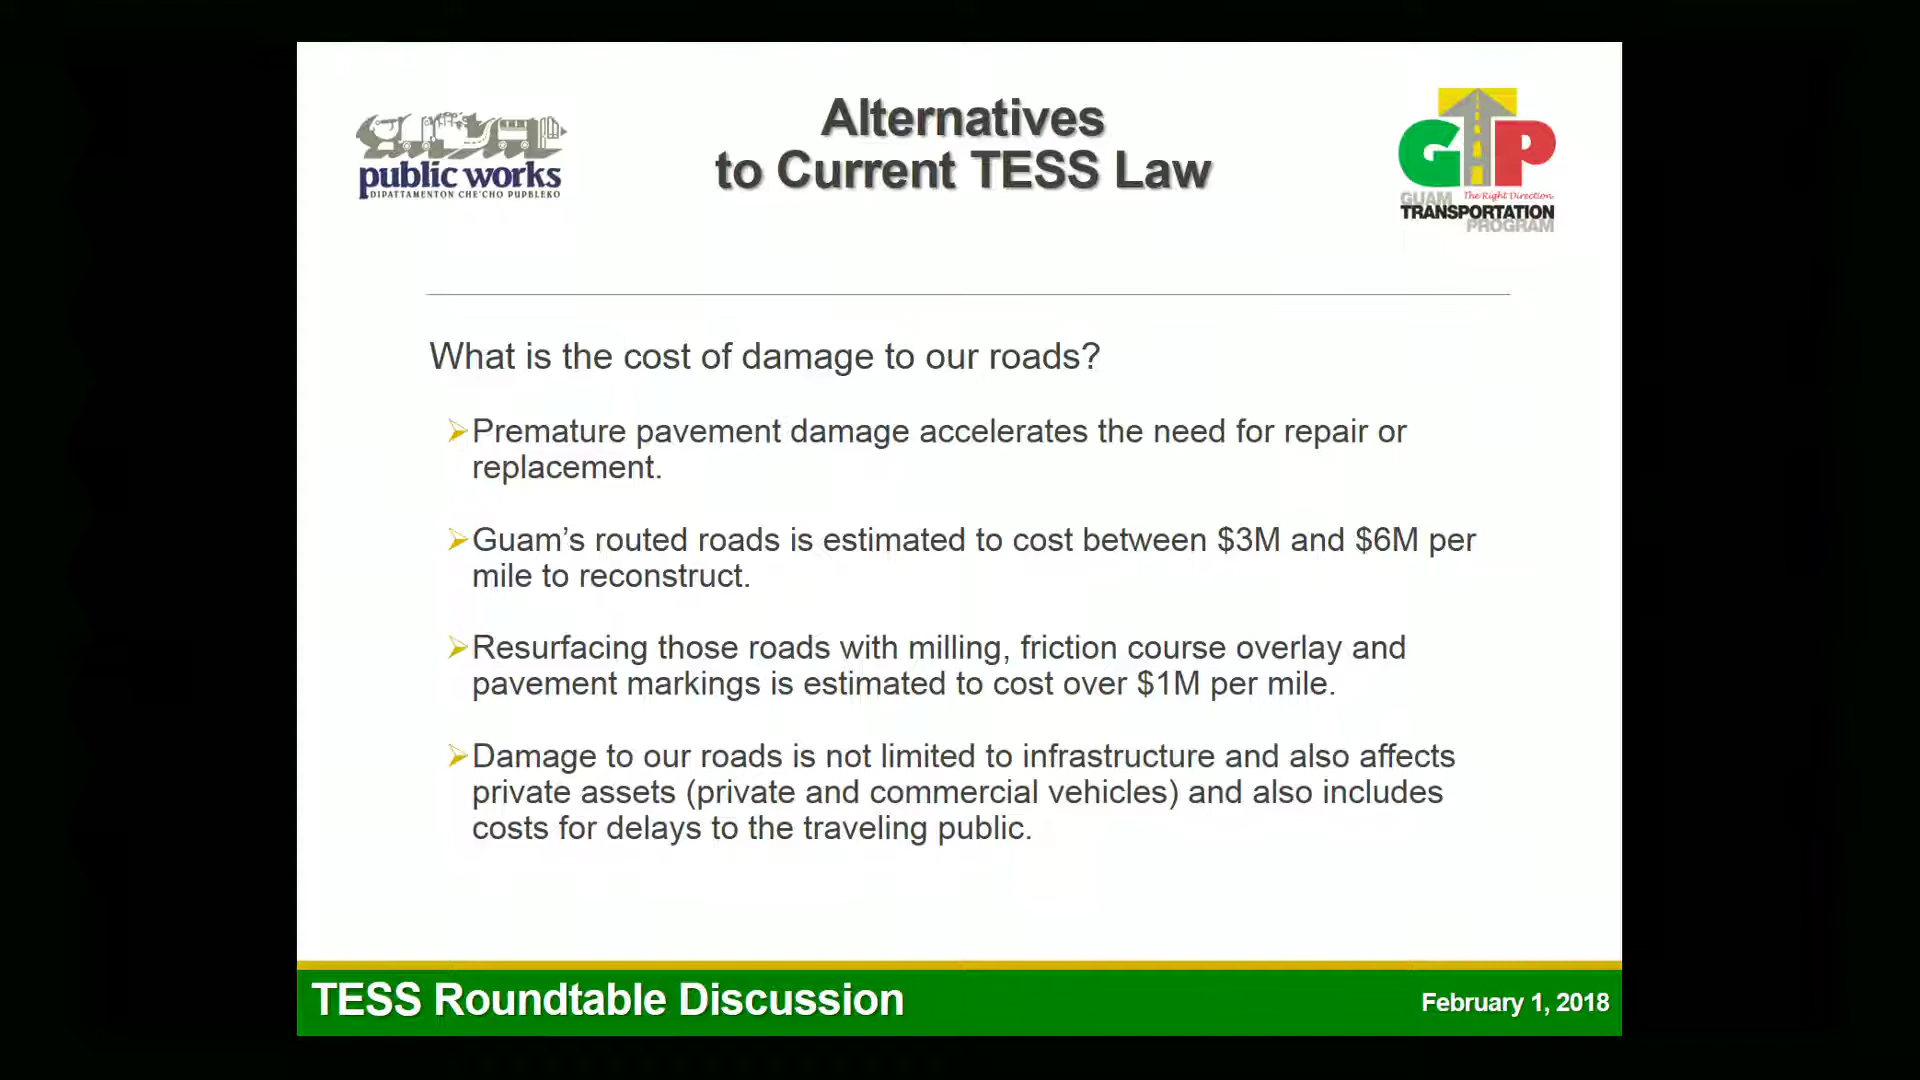 Alternatives
to Current TESS Law
public works
DIPATTAMENTON CHE'CHO PUPBLEKO
GTP
The Right Direction
GUAM
TRANSPORTATION
PROGRAM
What is the cost of damage to our roads?
Premature pavement damage accelerates the need for repair or
replacement.
Guam’s routed roads is estimated to cost between $3M and $6M per
mile to reconstruct.
Resurfacing those roads with milling, friction course overlay and
pavement markings is estimated to cost over $1M per mile.
Damage to our roads is not limited to infrastructure and also affects
private assets (private and commercial vehicles) and also includes
costs for delays to the traveling public.
TESS Roundtable Discussion
February 1, 2018